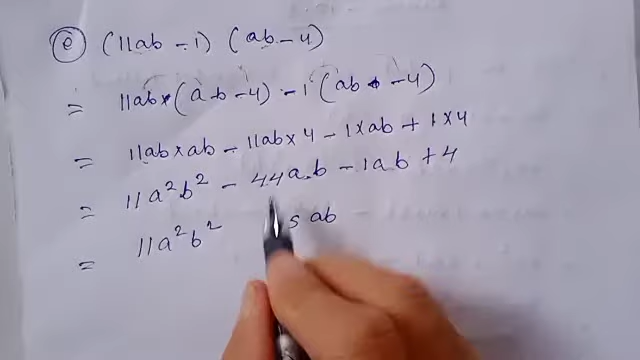 e (11ab - 1) (ab - 4)
= 11ab × (ab - 4) - 1 (ab - 4)
= 11ab × ab - 11ab × 4 - 1 × ab + 1 × 4
= 11a²b² - 44ab - 1ab + 4
= 11a²b² 5ab